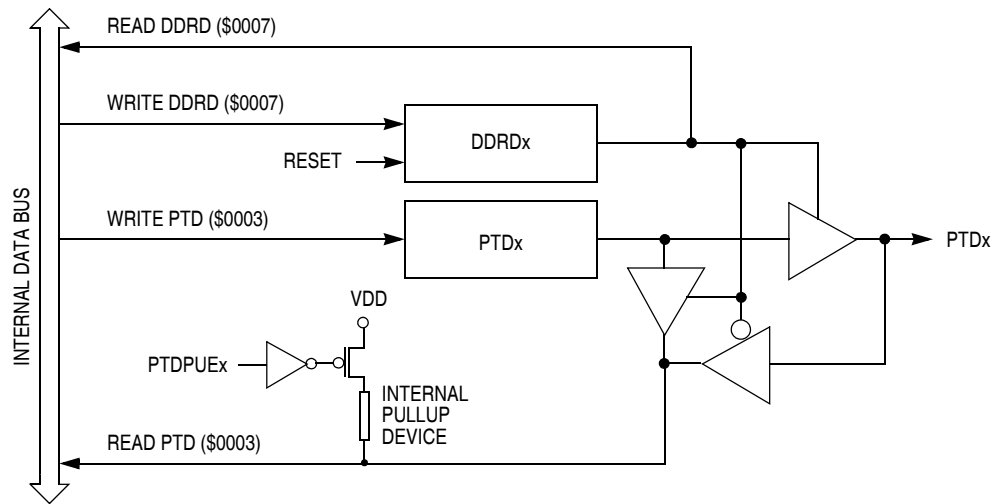 READ DDRD ($0007)
WRITE DDRD ($0007)
DDRDx
RESET
INTERNAL DATA BUS
WRITE PTD ($0003)
PTDx
PTDx
VDD
PTDPUEx
INTERNAL
PULLUP
DEVICE
READ PTD ($0003)